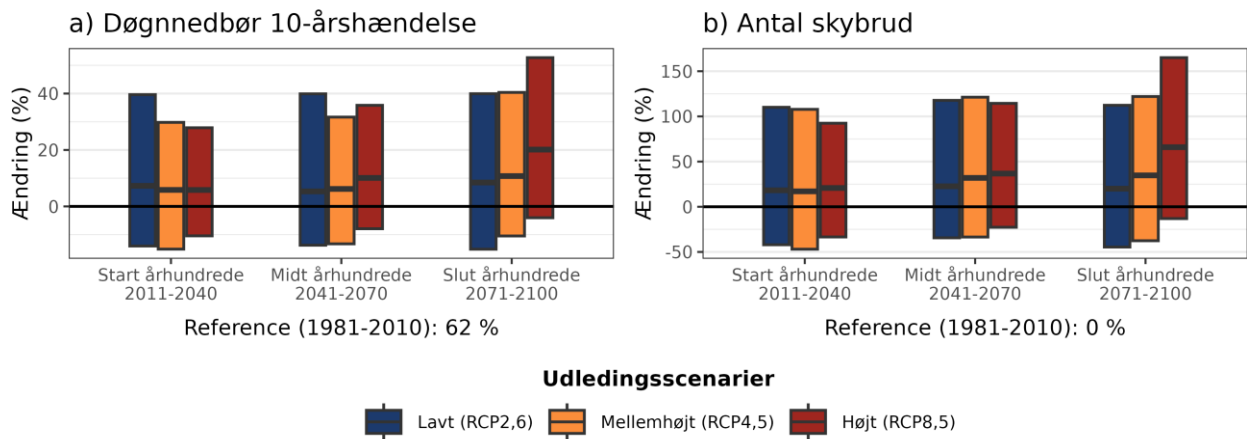 a) Døgnnedbør 10-årshændelse
Ændring (%)
40
20
0
Start århundrede
2011-2040
Midt århundrede
2041-2070
Slut århundrede
2071-2100
Reference (1981-2010): 62 %
b) Antal skybrud
Ændring (%)
150
100
50
0
-50
Start århundrede
2011-2040
Midt århundrede
2041-2070
Slut århundrede
2071-2100
Reference (1981-2010): 0 %
Udledingsscenarier
Lavt (RCP2,6)
Mellemhøjt (RCP4,5)
Højt (RCP8,5)